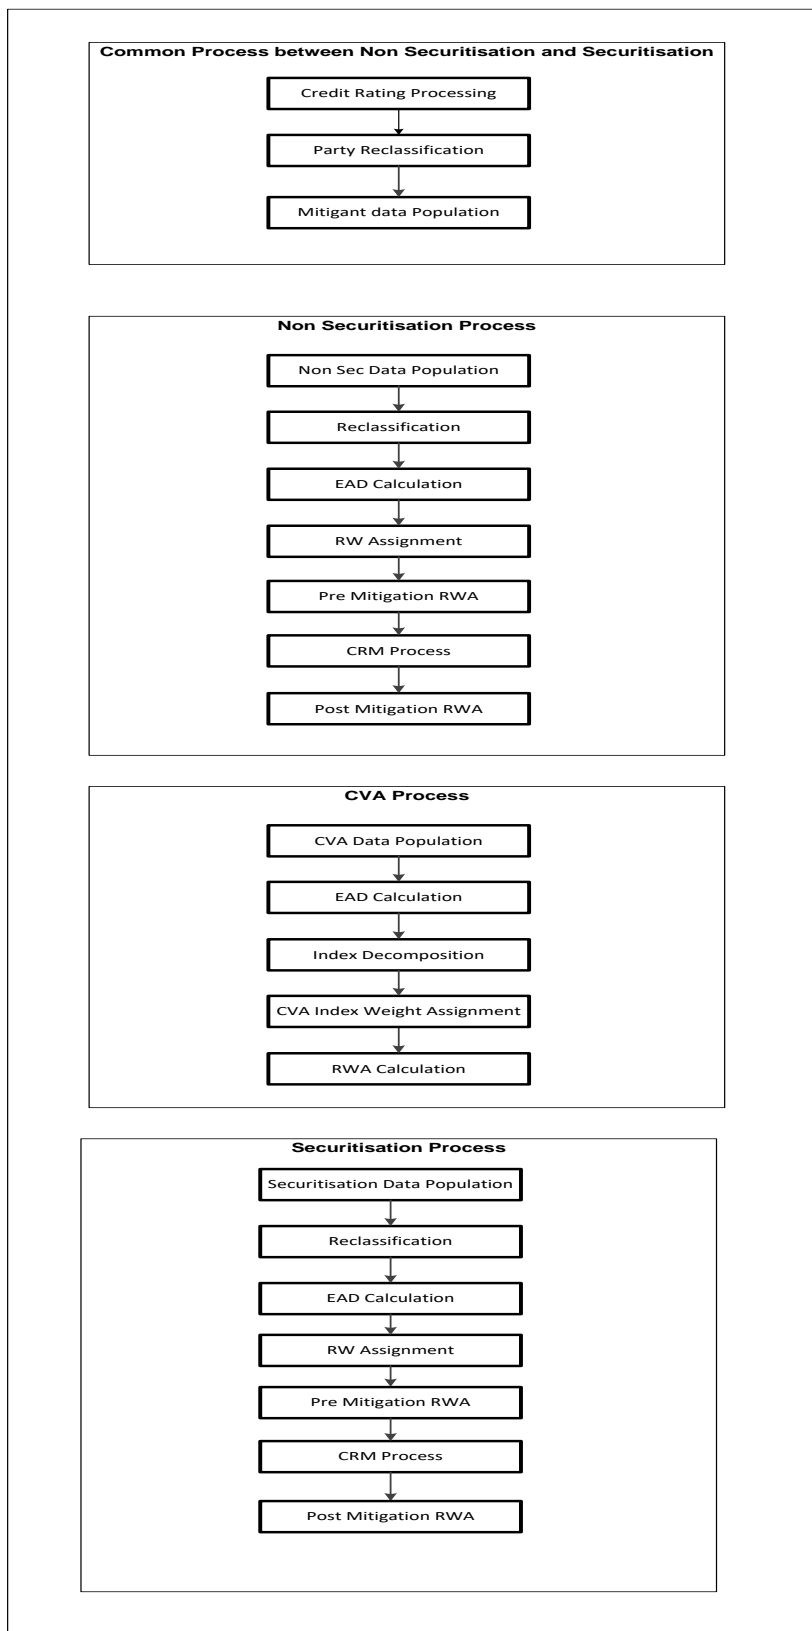 Common Process between Non Securitisation and Securitisation
Credit Rating Processing
Party Reclassification
Mitigant data Population
Non Securitisation Process
Non Sec Data Population
Reclassification
EAD Calculation
RW Assignment
Pre Mitigation RWA
CRM Process
Post Mitigation RWA
CVA Process
CVA Data Population
EAD Calculation
Index Decomposition
CVA Index Weight Assignment
RWA Calculation
Securitisation Process
Securitisation Data Population
Reclassification
EAD Calculation
RW Assignment
Pre Mitigation RWA
CRM Process
Post Mitigation RWA